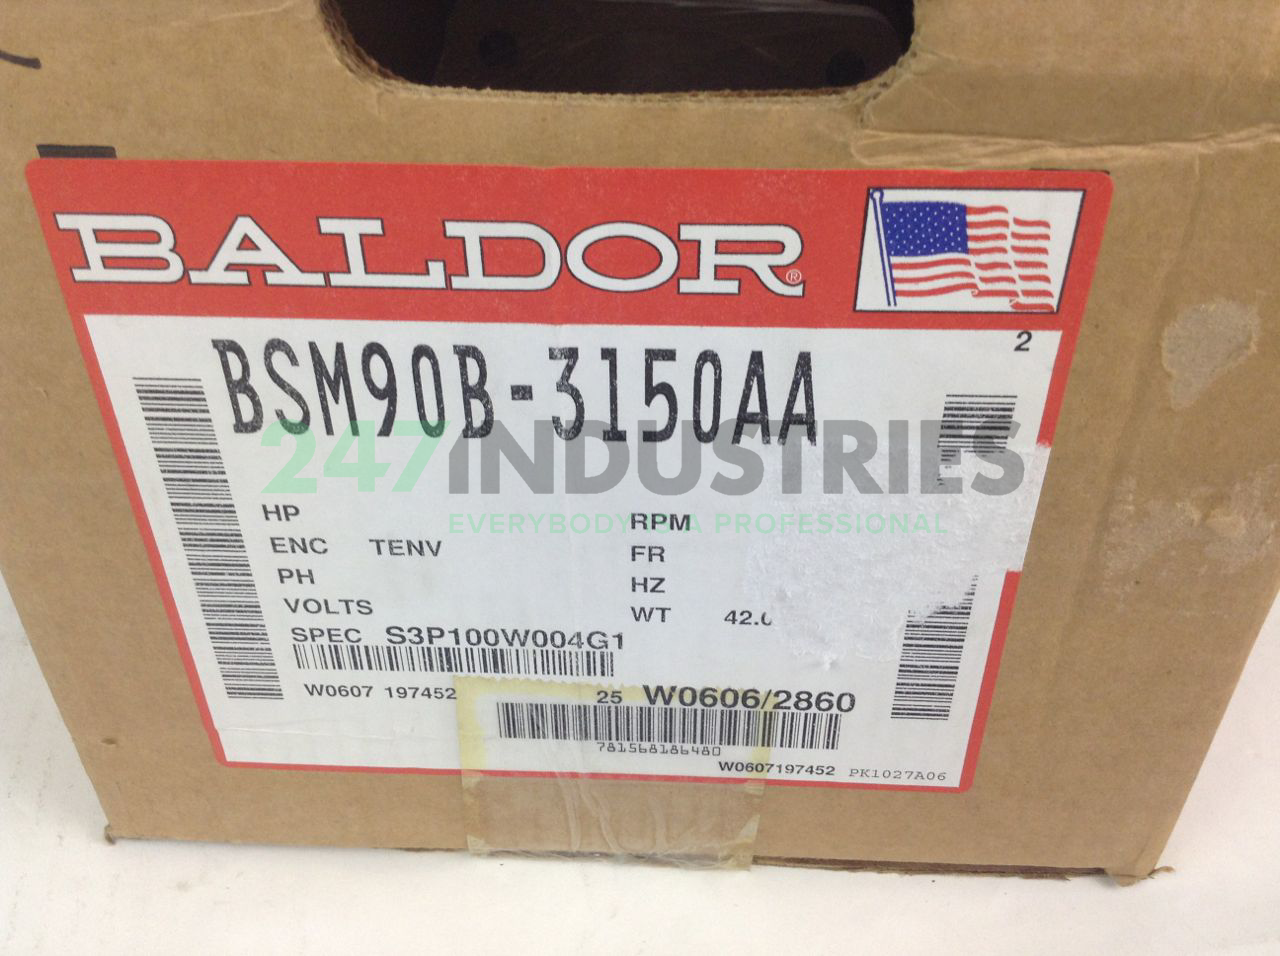 BALDOR®
2
BSM90B-3150AA
247INDUSTRIES
EVERYBODY IS A PROFESSIONAL
HP RPM
ENC TENV FR
PH HZ
VOLTS WT 42.0
SPEC S3P100W004G1
W0607 197452 25 W0606/2860
781568186480
W0607197452 PK1027A06